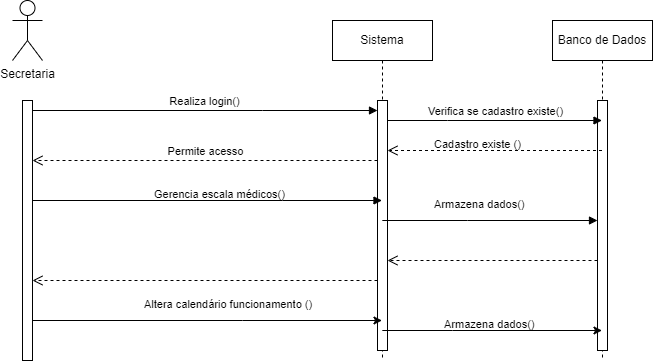 Sistema
Banco de Dados
Secretaria
Realiza login()
Verifica se cadastro existe()
Cadastro existe ()
Permite acesso
Gerencia escala médicos()
Armazena dados()
Altera calendário funcionamento ()
Armazena dados()